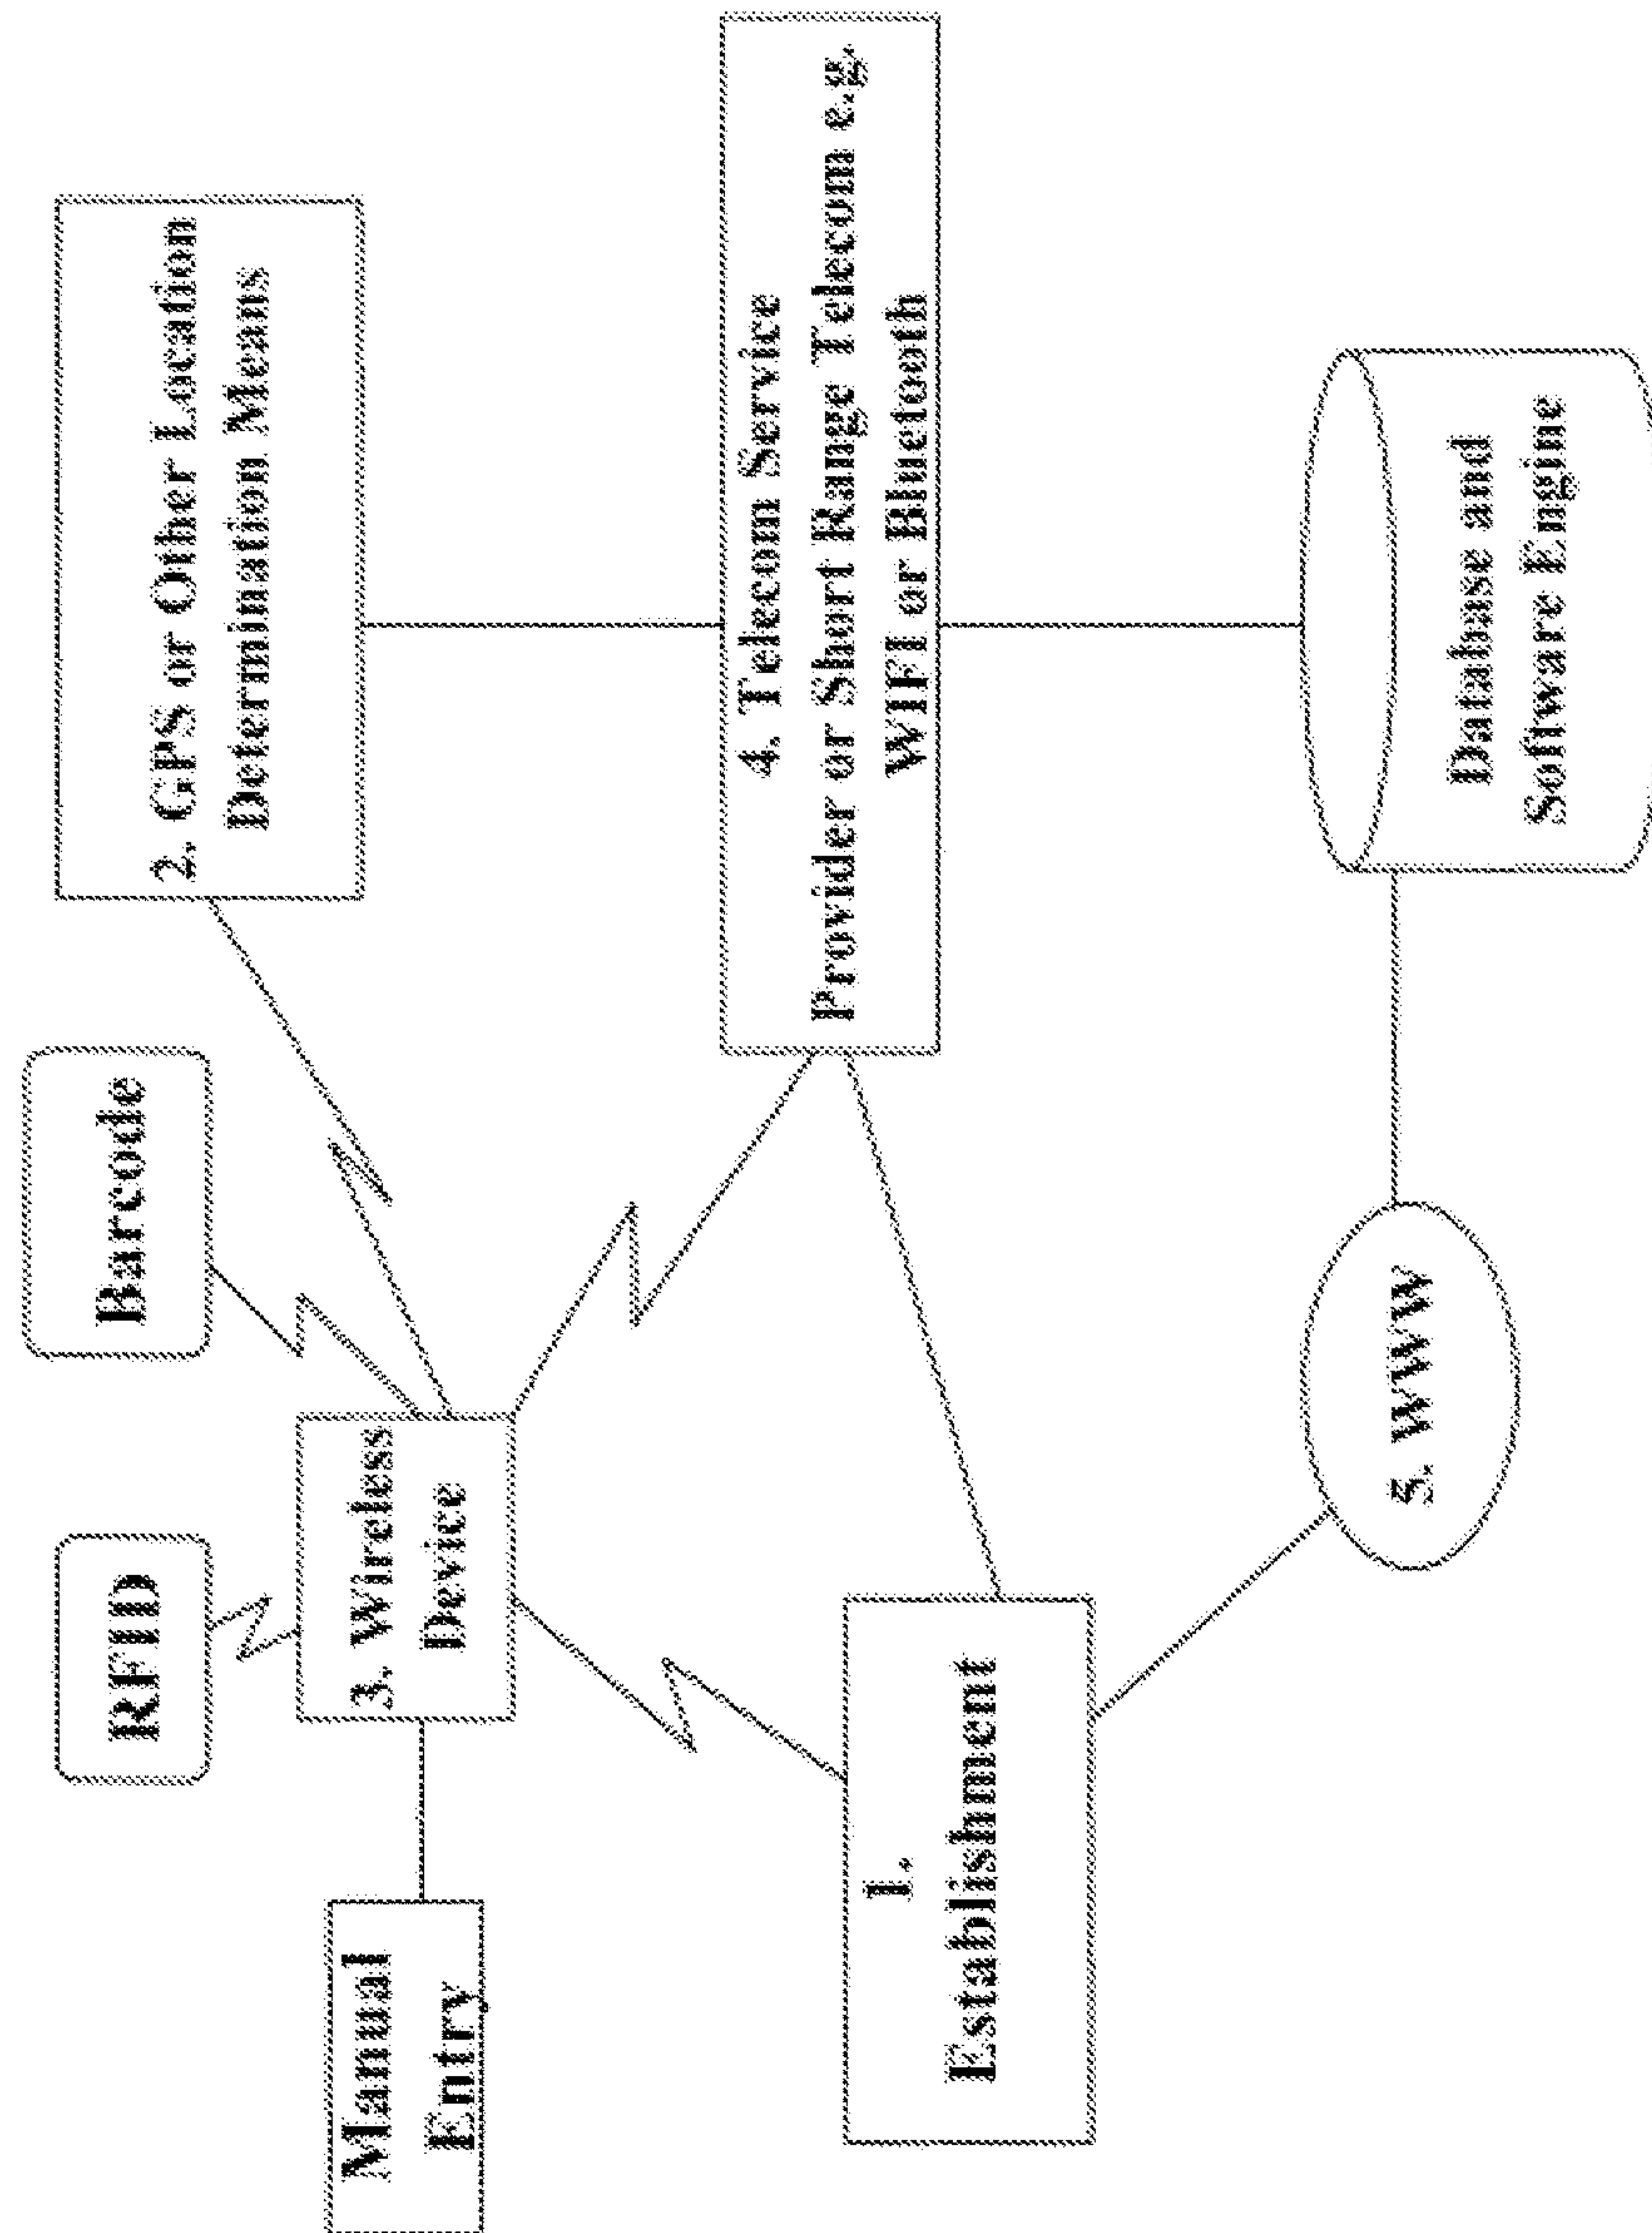 RFID
Barcode
2. GPS or Other Location
Determination Means
Manual
Entry
3. Wireless
Device
4. Telecom Service
Provider or Short Range Telecom e.g.
WIFI or Bluetooth
1.
Establishment
5. WWW
Database and
Software Engine